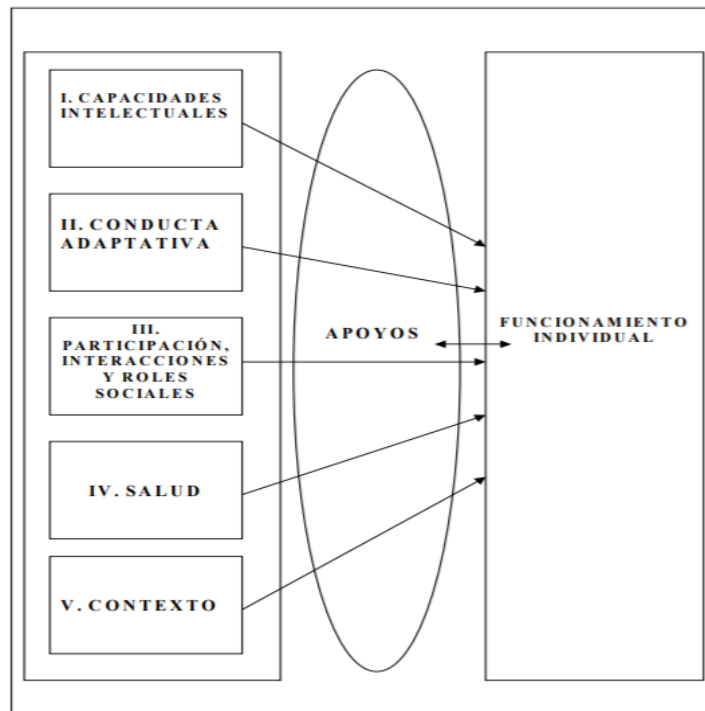 I. CAPACIDADES
INTELECTUALES
II. CONDUCTA
ADAPTATIVA
III.
PARTICIPACIÓN,
INTERACCIONES
Y ROLES
SOCIALES
IV. SALUD
V. CONTEXTO
APOYOS
FUNCIONAMIENTO
INDIVIDUAL